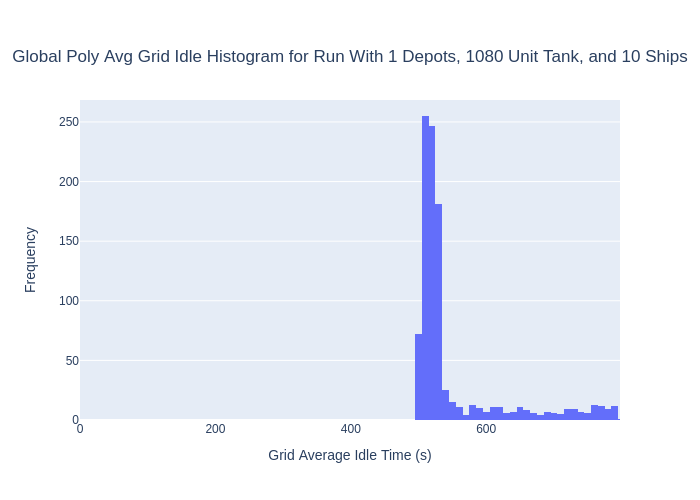 Global Poly Avg Grid Idle Histogram for Run With 1 Depots, 1080 Unit Tank, and 10 Ships
250
200
150
100
50
0
0 200 400 600
Frequency
Grid Average Idle Time (s)